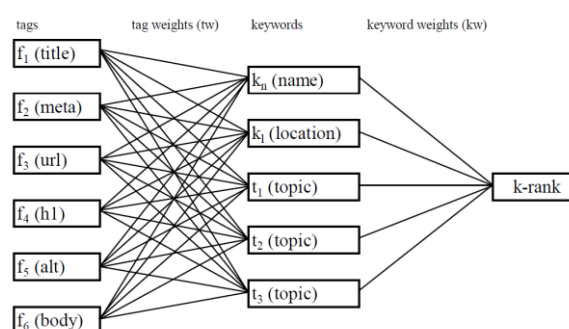 tags tag weights (tw) keywords keyword weights (kw)
f1 (title)
f2 (meta)
f3 (url)
f4 (h1)
f5 (alt)
f6 (body)
kn (name)
kl (location)
t1 (topic)
t2 (topic)
t3 (topic)
k-rank